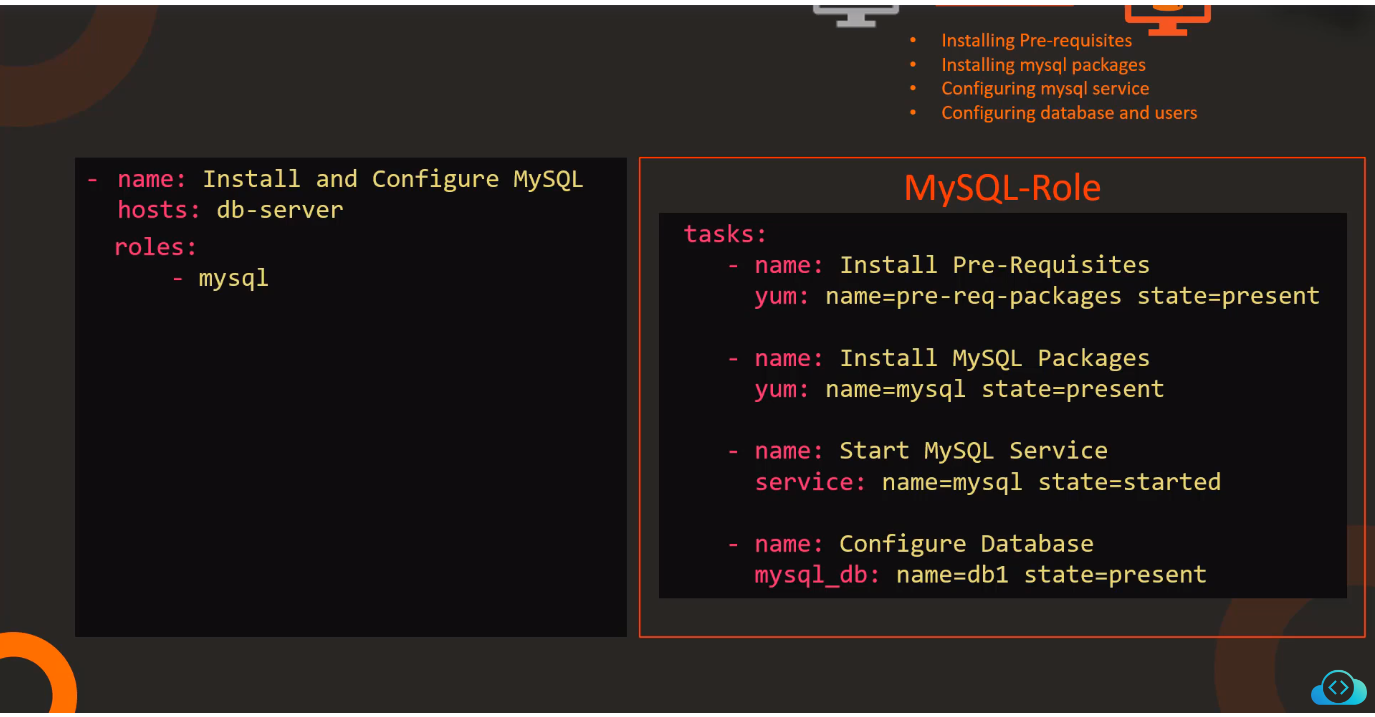 • Installing Pre-requisites
• Installing mysql packages
• Configuring mysql service
• Configuring database and users
- name: Install and Configure MySQL
hosts: db-server
roles:
- mysql
MySQL-Role
tasks:
- name: Install Pre-Requisites
yum: name=pre-req-packages state=present
- name: Install MySQL Packages
yum: name=mysql state=present
- name: Start MySQL Service
service: name=mysql state=started
- name: Configure Database
mysql_db: name=db1 state=present